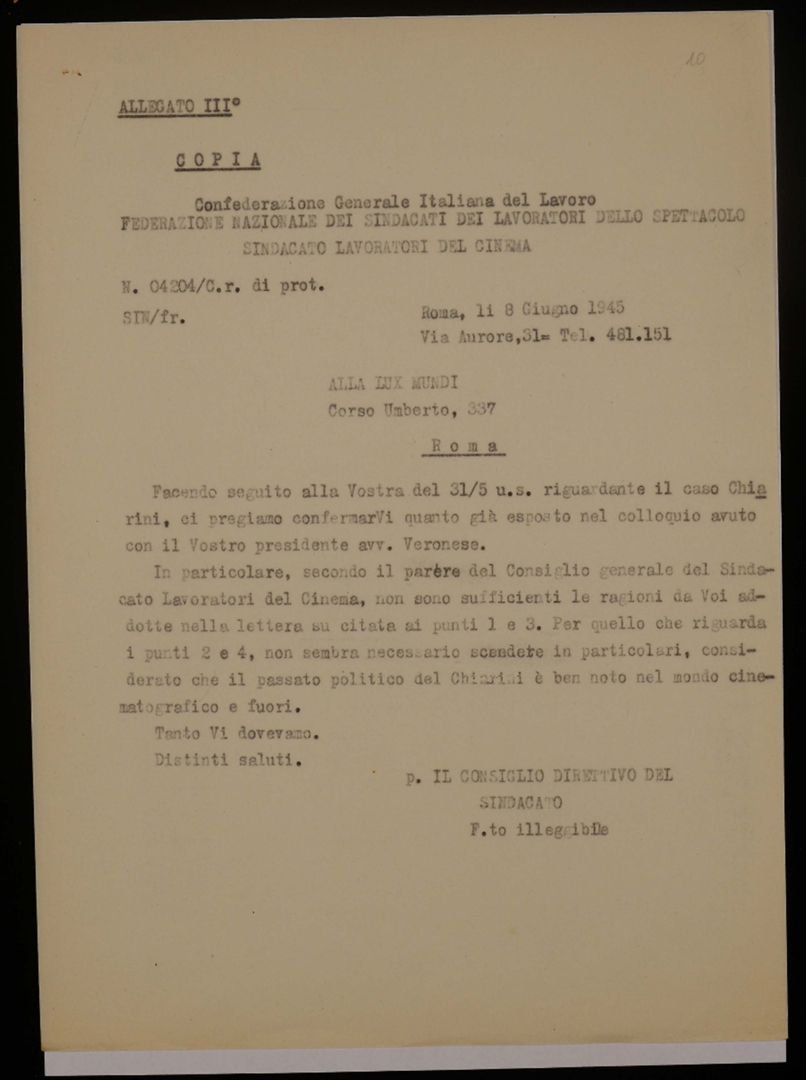 10
ALLEGATO III°
C O P I A
Confederazione Generale Italiana del Lavoro
FEDERAZIONE NAZIONALE DEI SINDACATI DEI LAVORATORI DELLO SPETTACOLO
SINDACATO LAVORATORI DEL CINEMA
N. 04204/C.r. di prot.
SIN/fr.
Roma, li 8 Giugno 1945
Via Aurore,31= Tel. 481.151
ALLA LUX MUNDI
Corso Umberto, 337
R o m a
Facendo seguito alla Vostra del 31/5 u.s. riguardante il caso Chia
rini, ci pregiamo confermarVi quanto già esposto nel colloquio avuto
con il Vostro presidente avv. Veronese.
In particolare, secondo il parère del Consiglio generale del Sinda-
cato Lavoratori del Cinema, non sono sufficienti le ragioni da Voi ad-
dotte nella lettera su citata ai punti 1 e 3. Per quello che riguarda
i punti 2 e 4, non sembra necessario scendere in particolari, consi-
derato che il passato pòlitico del Chiarini è ben noto nel mondo cine-
matografico e fuori.
Tanto Vi dovevamo.
Distinti saluti.
p. IL CONSIGLIO DIRETTIVO DEL
SINDACATO
F.to illeggibile